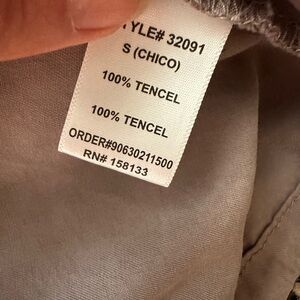 YLE# 32091
S (CHICO)
100% TENCEL
100% TENCEL
ORDER#90630211500
RN# 158133